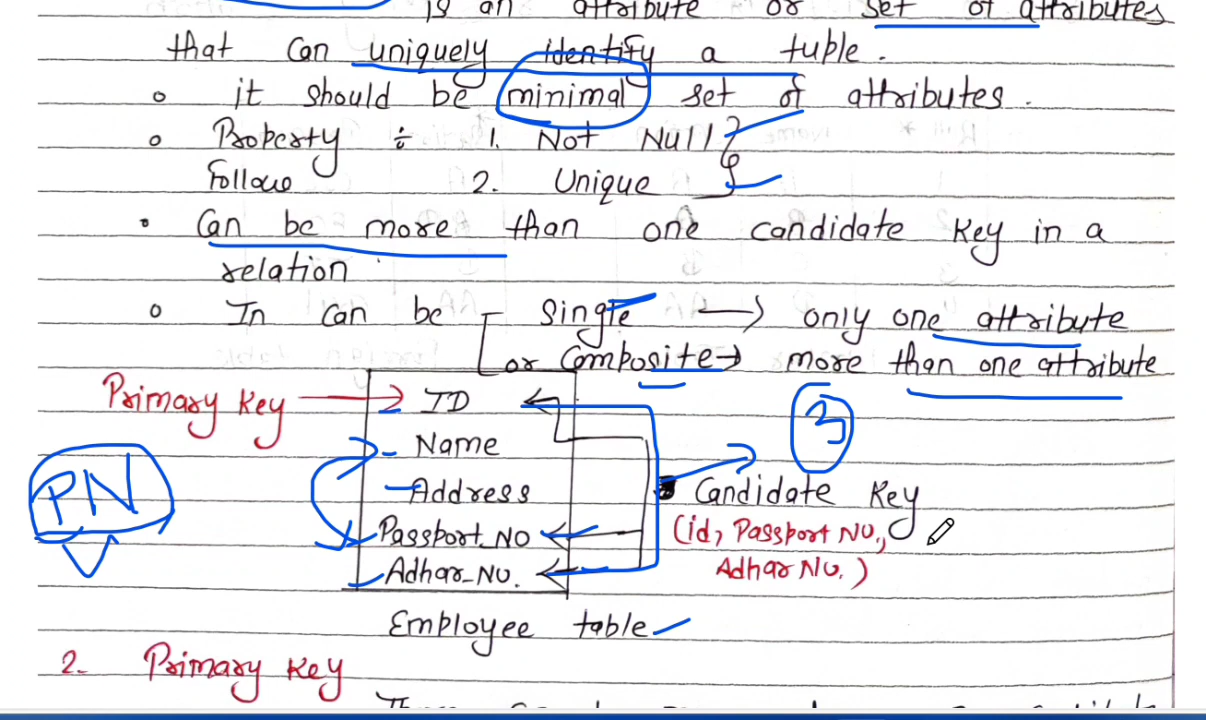 is an attribute or set of attributes
that can uniquely identify a tuple.
◦ it should be minimal set of attributes.
◦ Property ÷ 1. Not Null
Follow 2. Unique
◦ Can be more than one candidate key in a
relation
◦ In can be Single → only one attribute
or Composite → more than one attribute
Primary Key → ID
Name
Address
Passport_NO
Adhar_NO.
3
PN
Candidate Key
(id, Passport NO.,
Adhar NO.)
Employee table
2- Primary Key